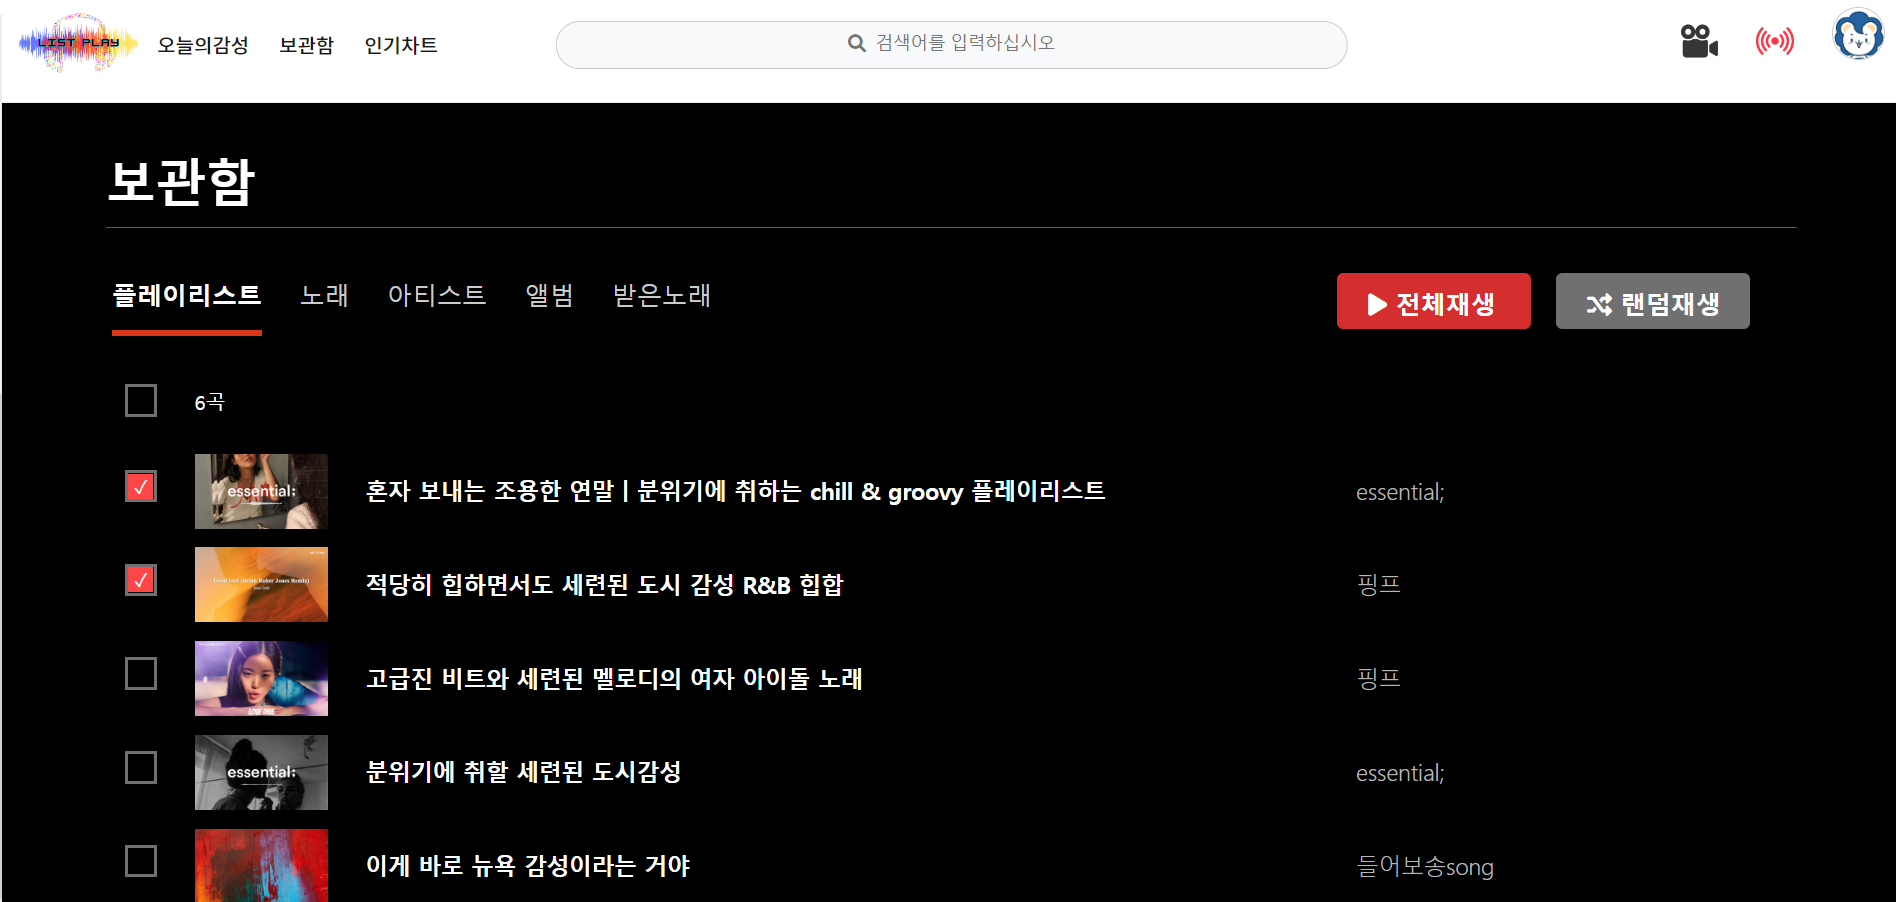 LIST PLAY
오늘의감성 보관함 인기차트
검색어를 입력하십시오
보관함
플레이리스트 노래 아티스트 앨범 받은노래
전체재생 랜덤재생
6곡
essential;
혼자 보내는 조용한 연말 | 분위기에 취하는 chill & groovy 플레이리스트
essential;
적당히 힙하면서도 세련된 도시 감성 R&B 힙합
핑프
LOVE DIVE
고급진 비트와 세련된 멜로디의 여자 아이돌 노래
핑프
essential;
분위기에 취할 세련된 도시감성
essential;
이게 바로 뉴욕 감성이라는 거야
들어보송song